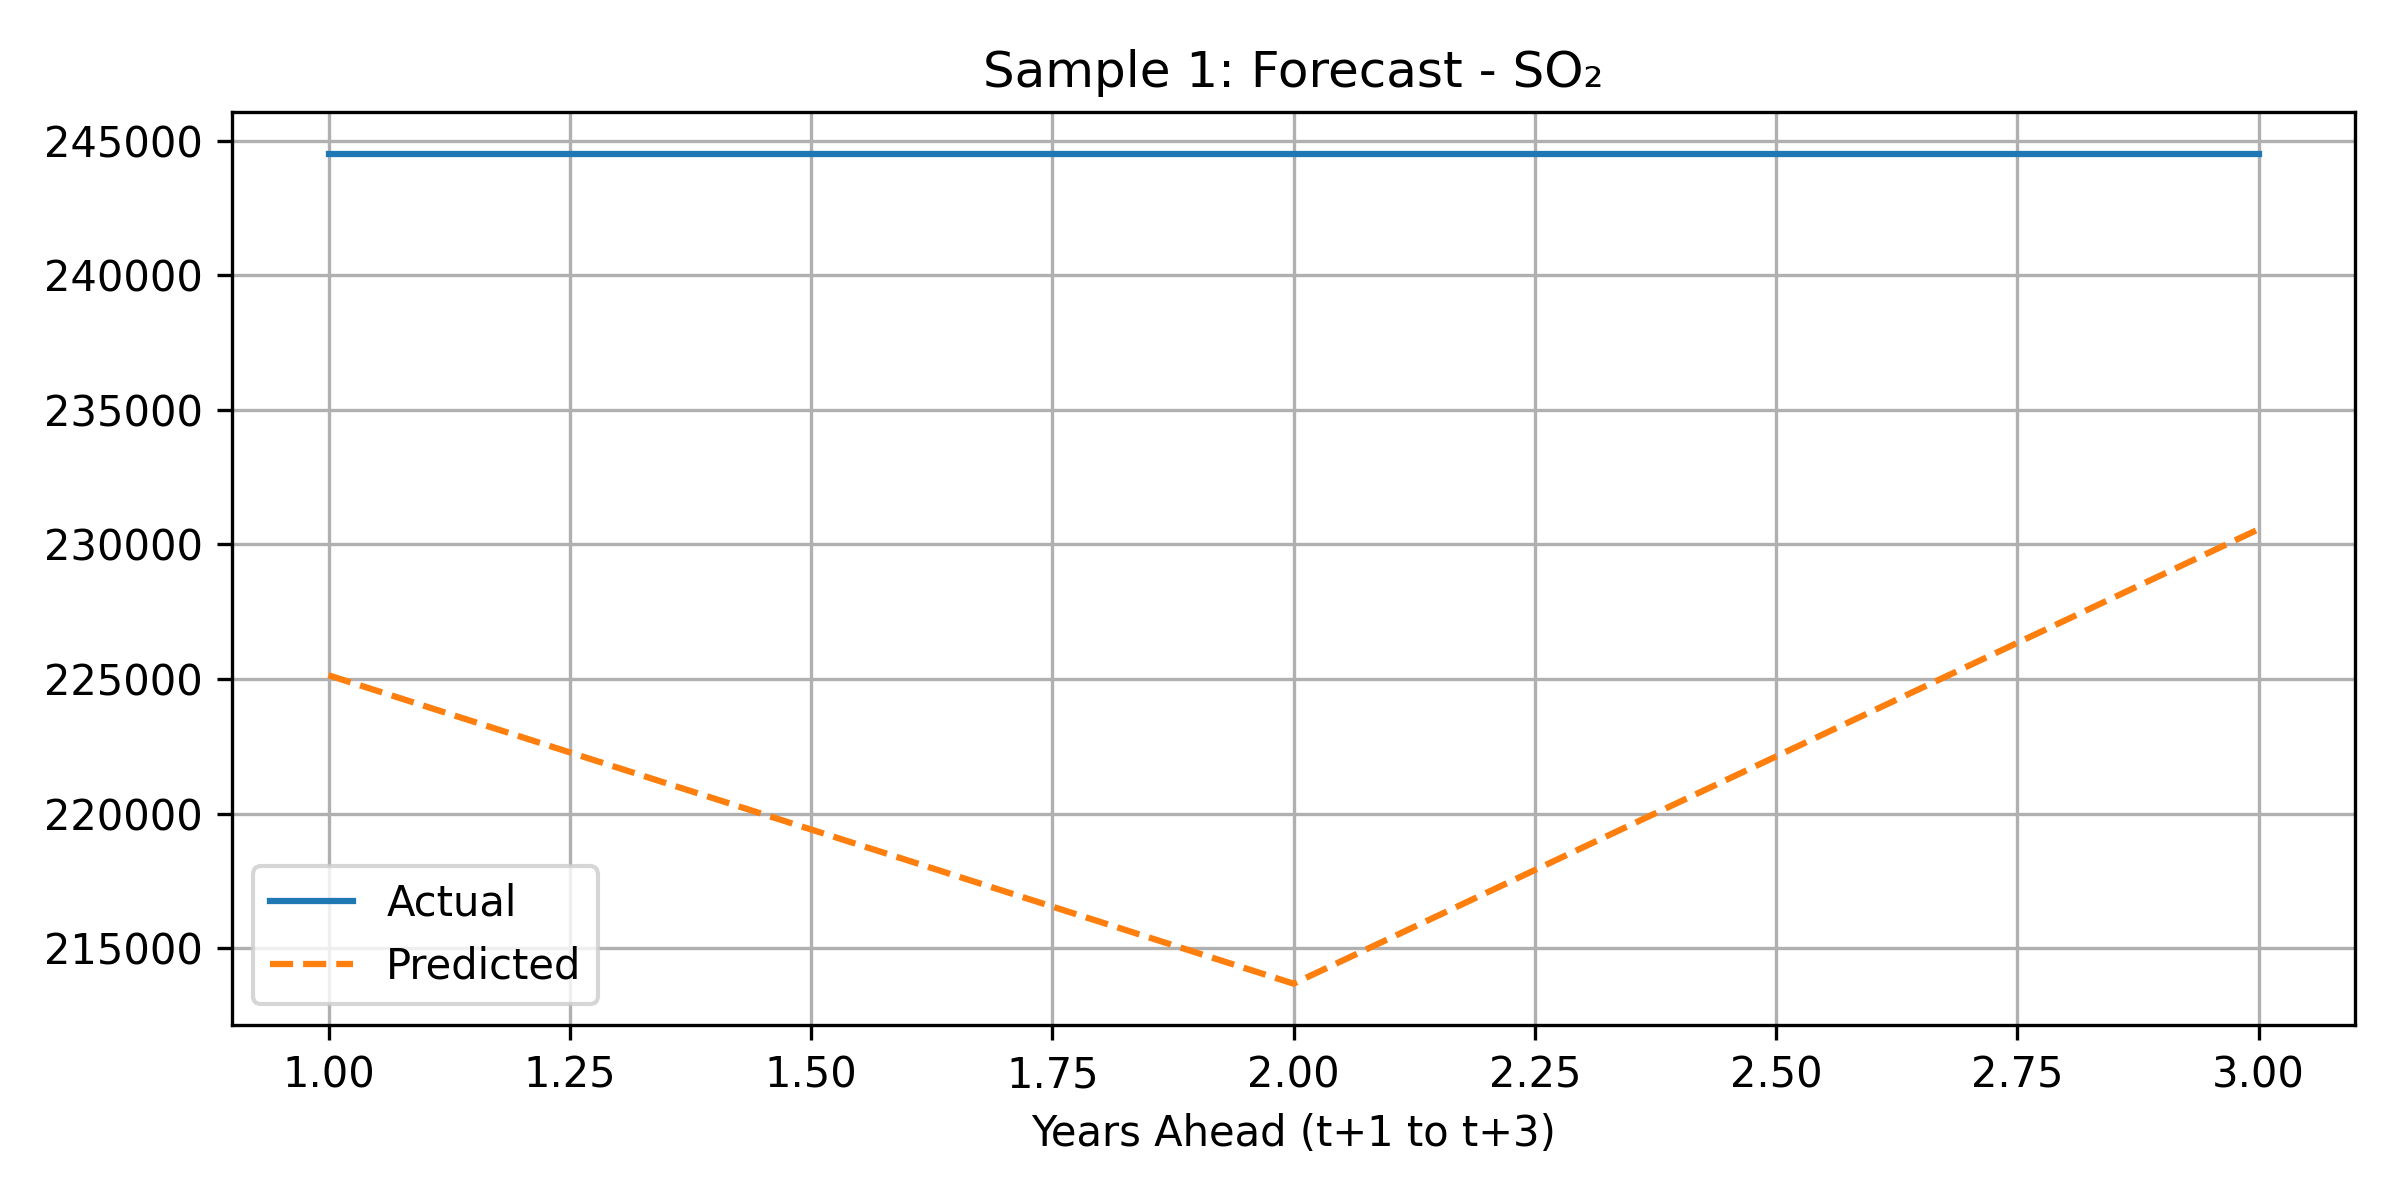 Sample 1: Forecast - SO₂
245000
240000
235000
230000
225000
220000
215000
Actual
Predicted
1.00 1.25 1.50 1.75 2.00 2.25 2.50 2.75 3.00
Years Ahead (t+1 to t+3)